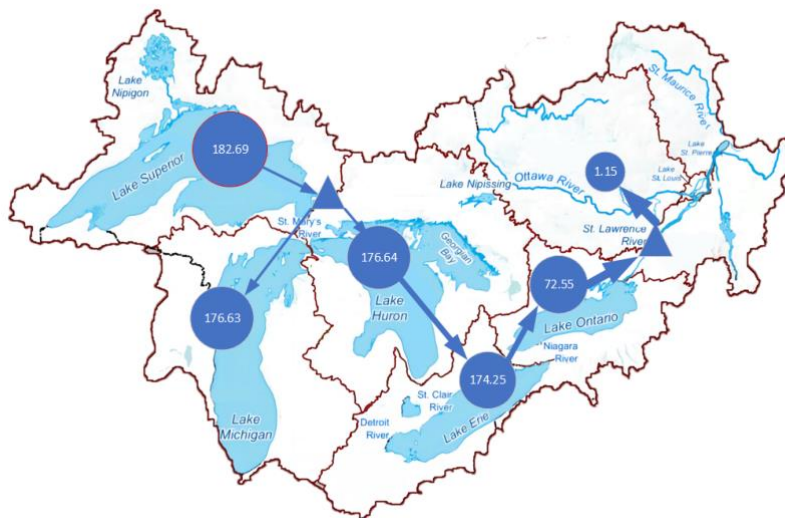 Lake
Nipigon
St. Maurice River
182.69
Lake Superior
1.15
Lake
St. Pierre
Lake
St. Louis
Ottawa River
Lake Nipissing
St. Mary's
River
St. Lawrence
River
Georgian
Bay
176.64
72.55
176.63
Lake
Huron
Lake Ontario
Niagara
River
174.25
St. Clair
River
Detroit
River
Lake Erie
Lake
Michigan